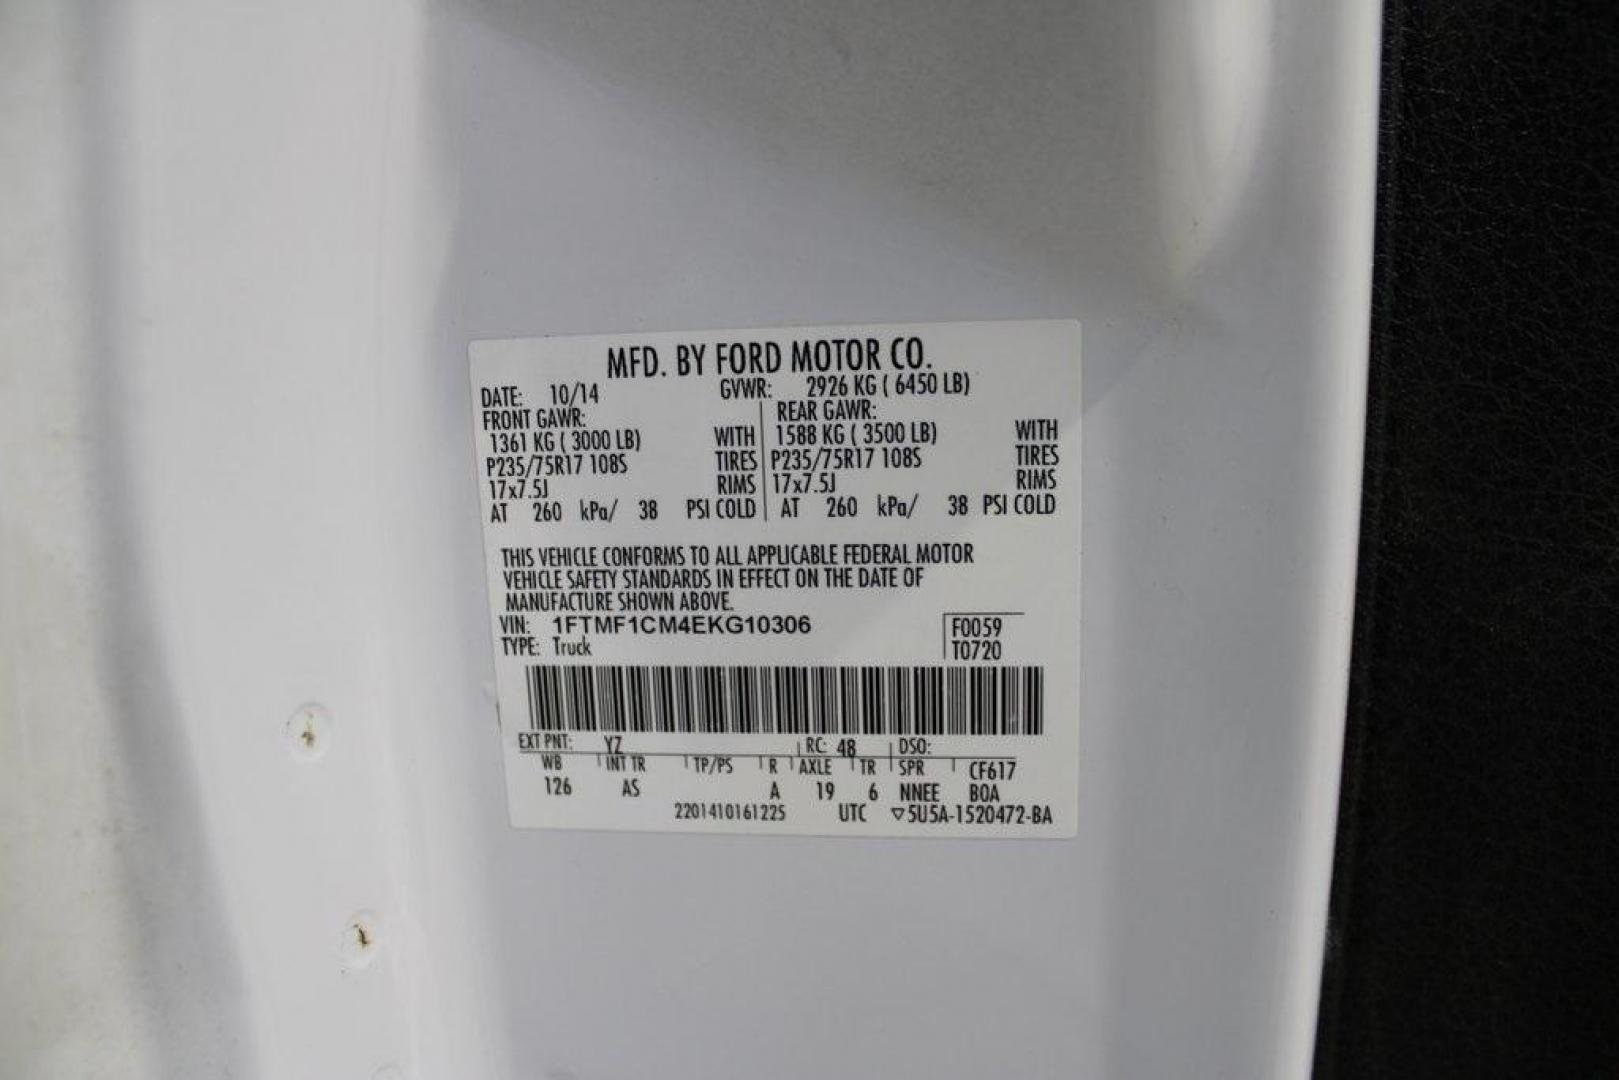 MFD. BY FORD MOTOR CO.
DATE: 10/14 GVWR: 2926 KG ( 6450 LB)
FRONT GAWR: REAR GAWR:
1361 KG ( 3000 LB) WITH 1588 KG ( 3500 LB) WITH
P235/75R17 108S TIRES P235/75R17 108S TIRES
17x7.5J RIMS 17x7.5J RIMS
AT 260 kPa/ 38 PSI COLD AT 260 kPa/ 38 PSI COLD
THIS VEHICLE CONFORMS TO ALL APPLICABLE FEDERAL MOTOR
VEHICLE SAFETY STANDARDS IN EFFECT ON THE DATE OF
MANUFACTURE SHOWN ABOVE.
VIN: 1FTMF1CM4EKG10306 F0059
TYPE: Truck T0720
EXT PNT: YZ RC: 48 DSO:
WB INT TR TP/PS R AXLE TR SPR CF617
126 AS A 19 6 NNEE BOA
2201410161225 UTC ▽5U5A-1520472-BA